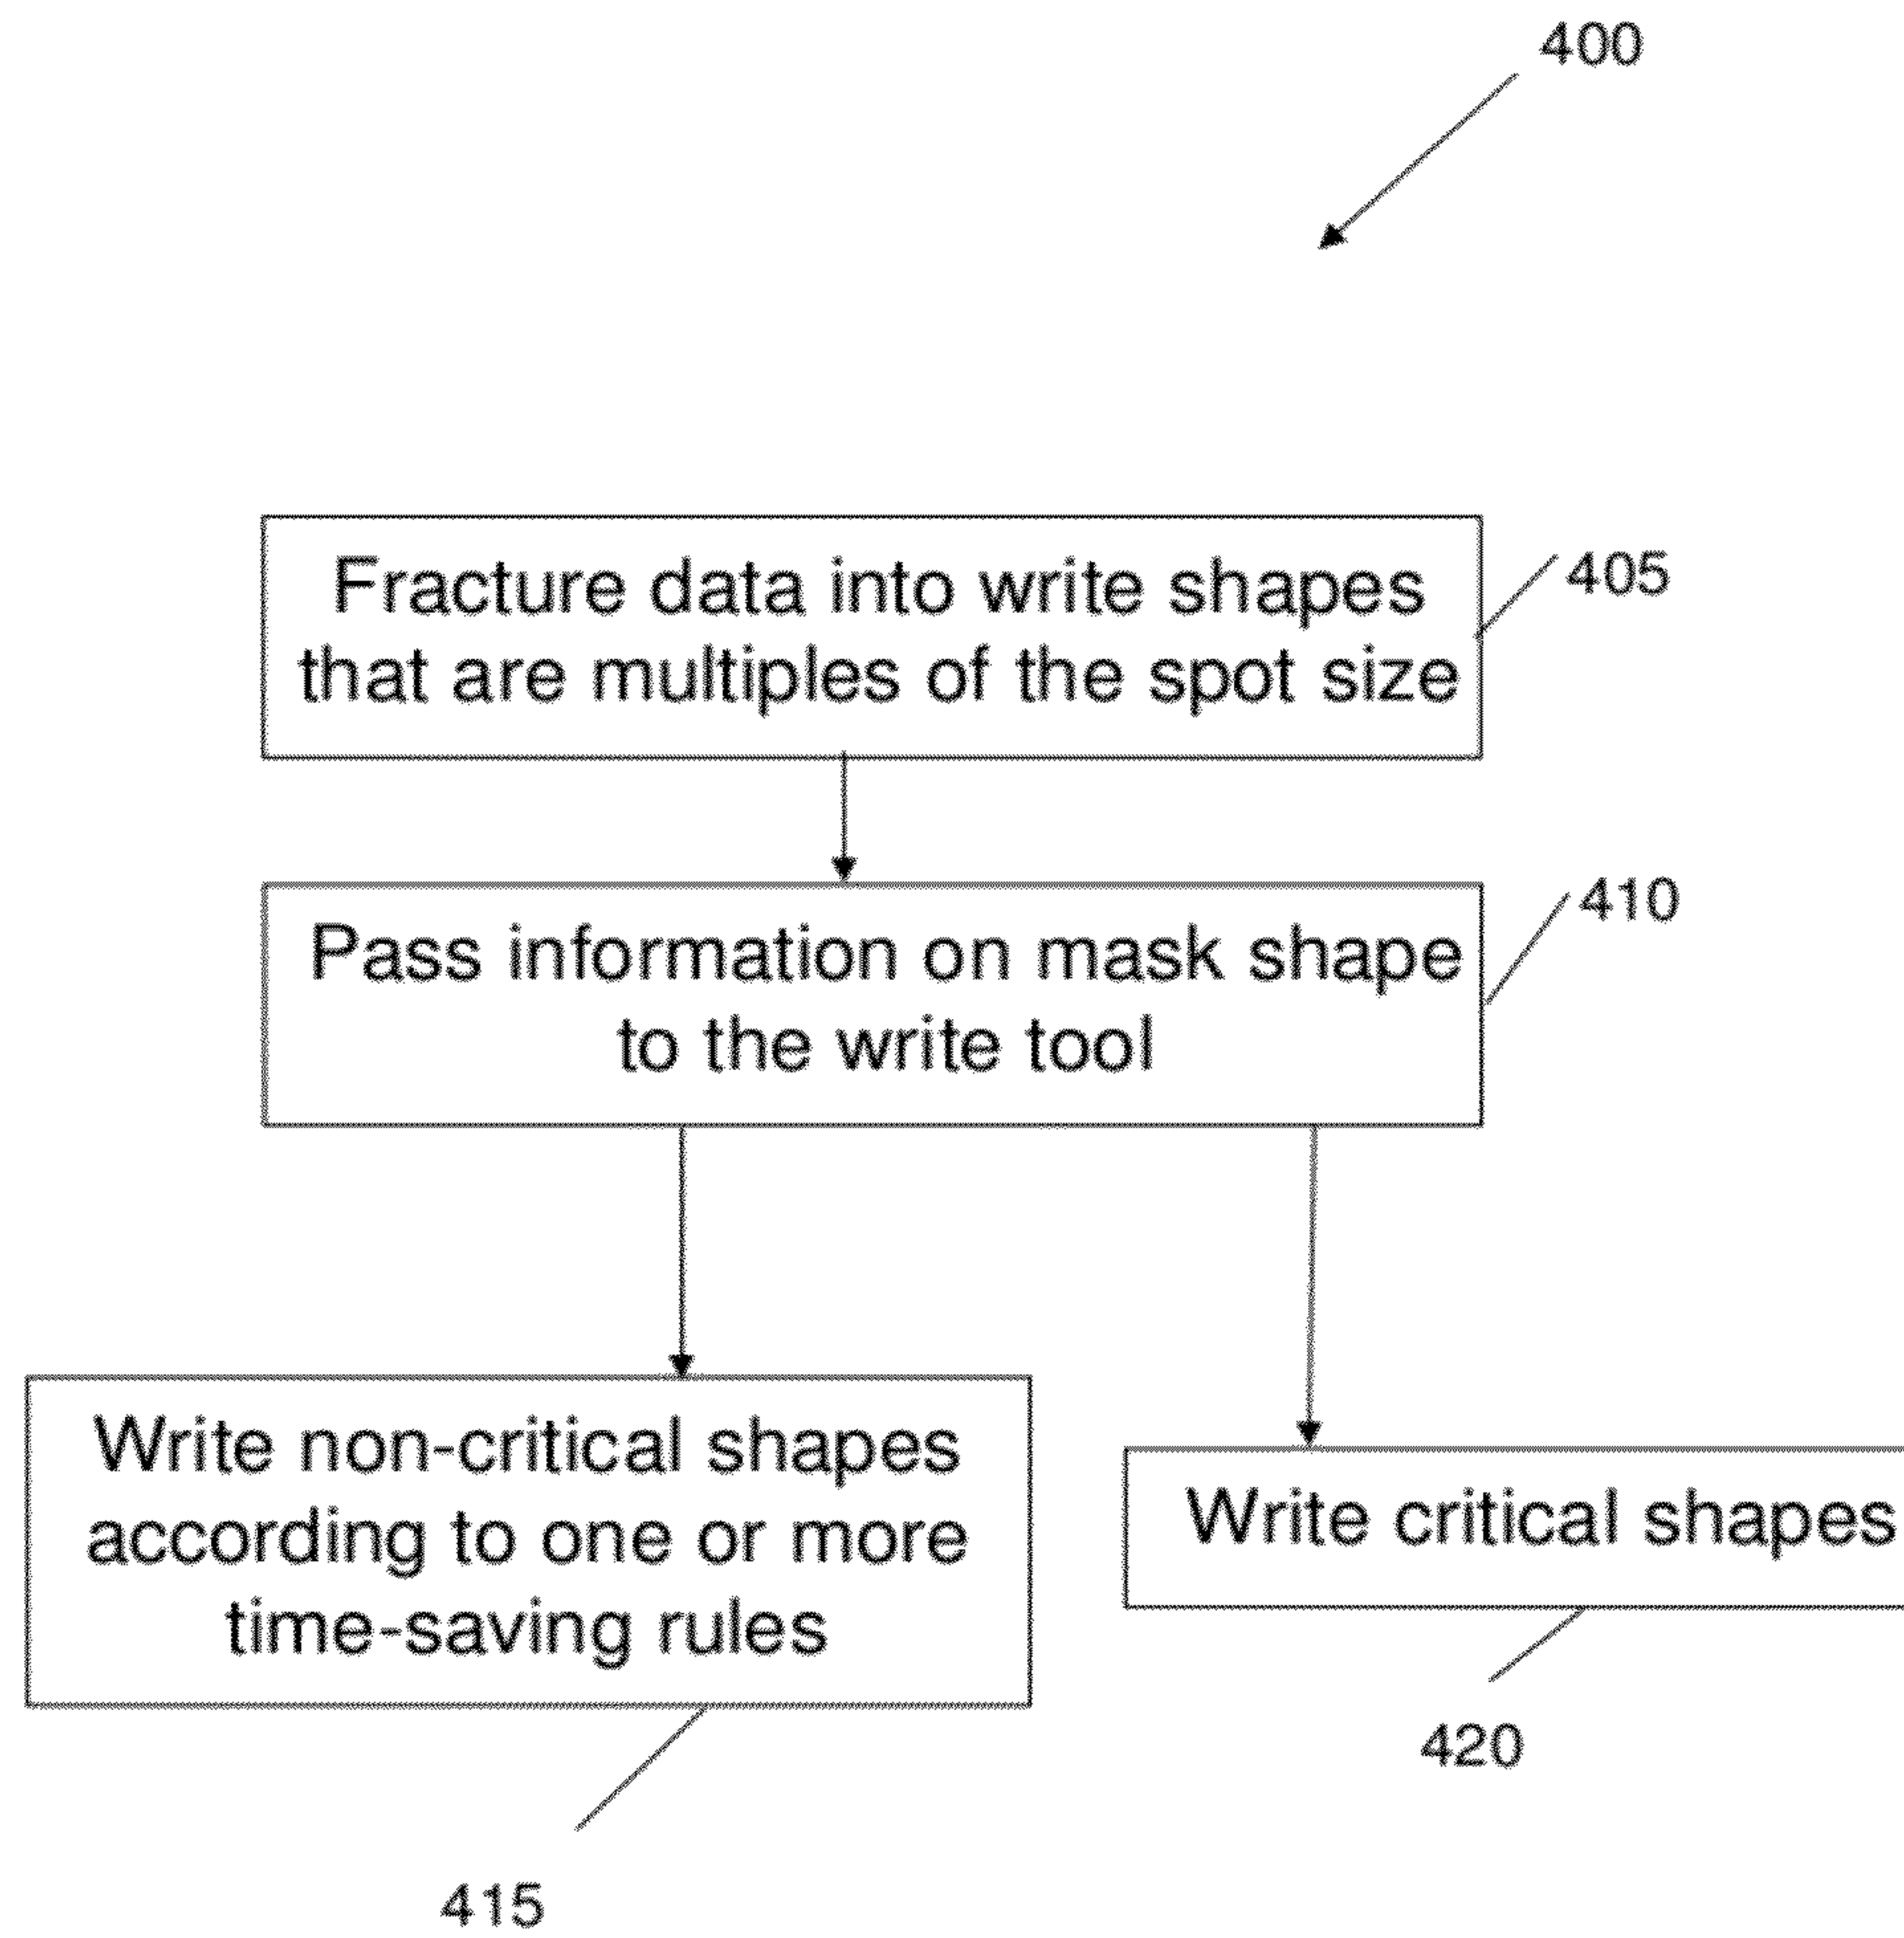 400
Fracture data into write shapes
that are multiples of the spot size
405
Pass information on mask shape
to the write tool
410
Write non-critical shapes
according to one or more
time-saving rules
Write critical shapes
420
415